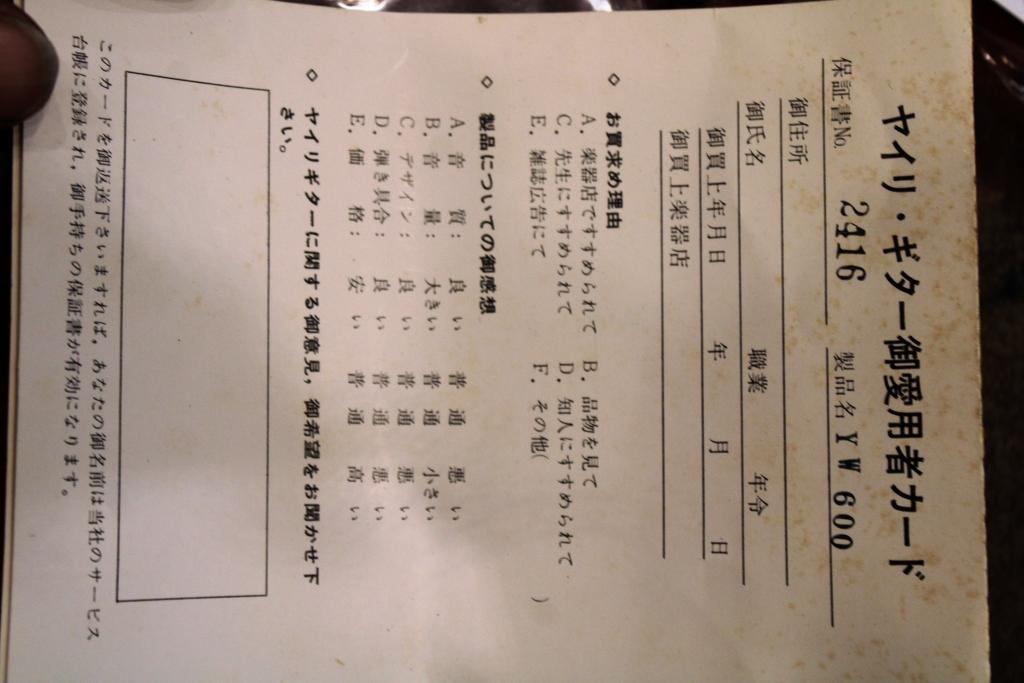 ヤイリ・ギター御愛用者カード
保証書No. 2416 製品名 YW 600
御住所
御氏名 職業 年令
御買上年月日 年 月 日
御買上楽器店
◇ お買求め理由
A. 楽器店ですすめられて B. 品物を見て
C. 先生にすすめられて D. 知人にすすめられて
E. 雑誌広告にて F. その他( )
◇ 製品についての御感想
A. 音 質: 良 い 普 通 悪 い
B. 音 量: 大きい 普 通 小さい
C. デザイン: 良 い 普 通 悪 い
D. 弾き具合: 良 い 普 通 悪 い
E. 価 格: 安 い 普 通 高 い
◇ ヤイリギターに関する御意見,御希望をお聞かせ下
さい。
このカードを御返送下さいますれば,あなたの御名前は当社のサービス
台帳に登録され,御手持ちの保証書が有効になります。